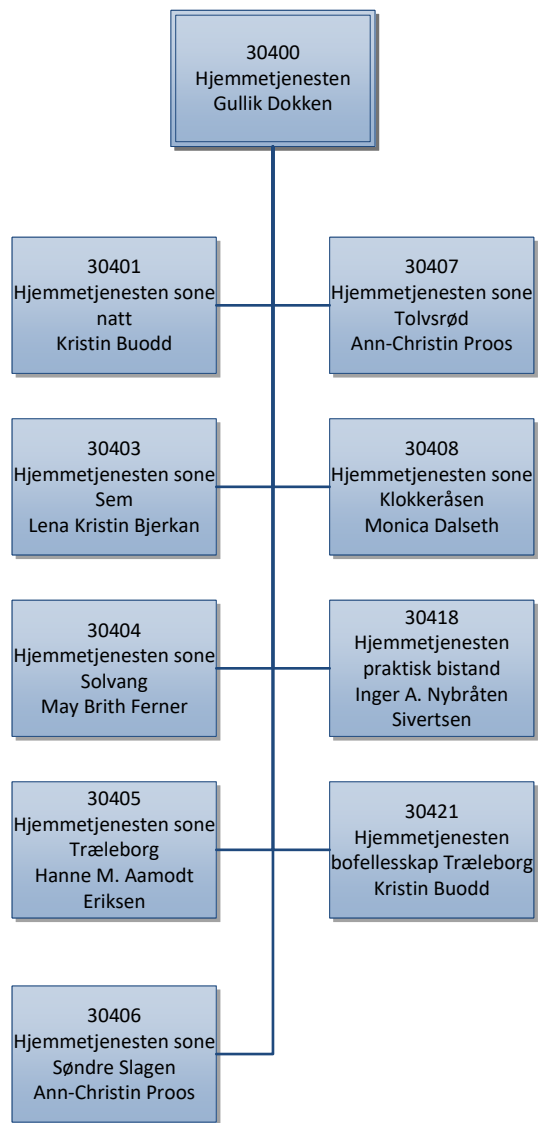 30400
Hjemmetjenesten
Gullik Dokken
30401
Hjemmetjenesten sone
natt
Kristin Buodd
30407
Hjemmetjenesten sone
Tolvsrød
Ann-Christin Proos
30403
Hjemmetjenesten sone
Sem
Lena Kristin Bjerkan
30408
Hjemmetjenesten sone
Klokkeråsen
Monica Dalseth
30404
Hjemmetjenesten sone
Solvang
May Brith Ferner
30418
Hjemmetjenesten
praktisk bistand
Inger A. Nybråten
Sivertsen
30405
Hjemmetjenesten sone
Træleborg
Hanne M. Aamodt
Eriksen
30421
Hjemmetjenesten
bofellesskap Træleborg
Kristin Buodd
30406
Hjemmetjenesten sone
Søndre Slagen
Ann-Christin Proos